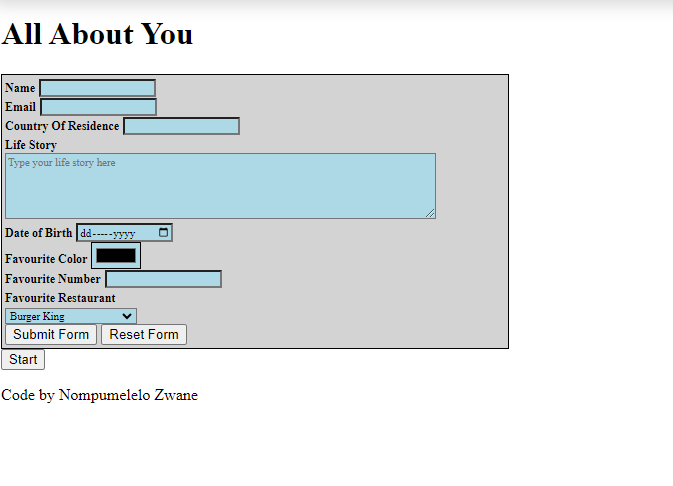 All About You
Name
Email
Country Of Residence
Life Story
Type your life story here
Date of Birth dd-----yyyy
Favourite Color
Favourite Number
Favourite Restaurant
Burger King
Submit Form Reset Form
Start
Code by Nompumelelo Zwane